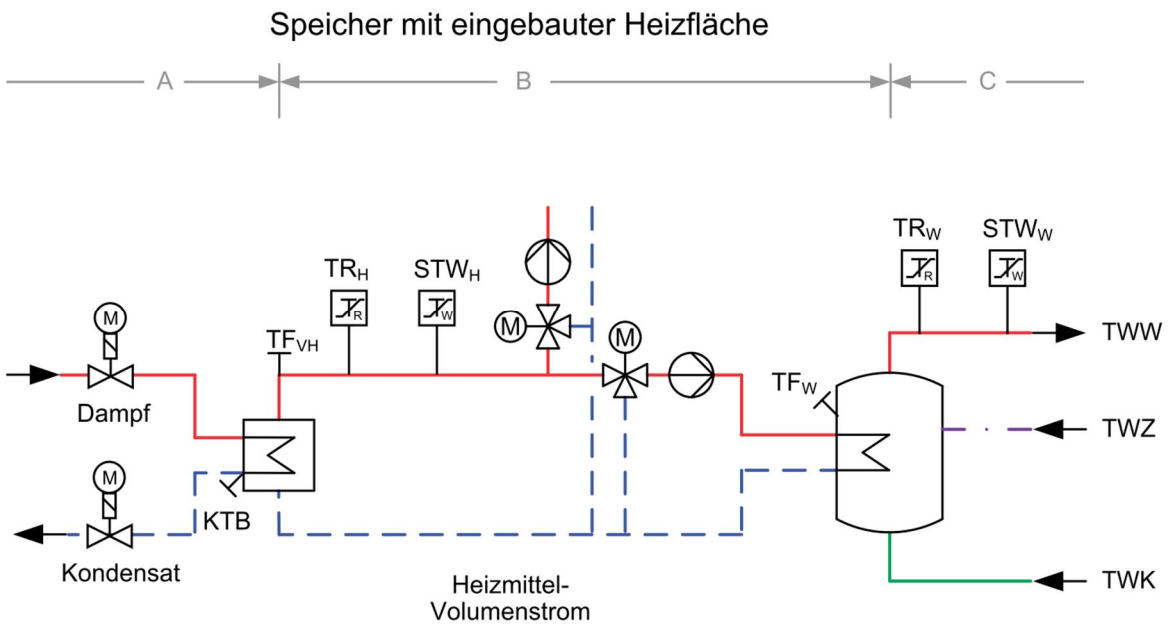 Speicher mit eingebauter Heizfläche
A
B
C
TR_H
STW_H
TR_W
STW_W
R
W
R
W
M
M
M
TF_VH
TWW
TF_W
Dampf
TWZ
M
KTB
Kondensat
Heizmittel-
Volumenstrom
TWK